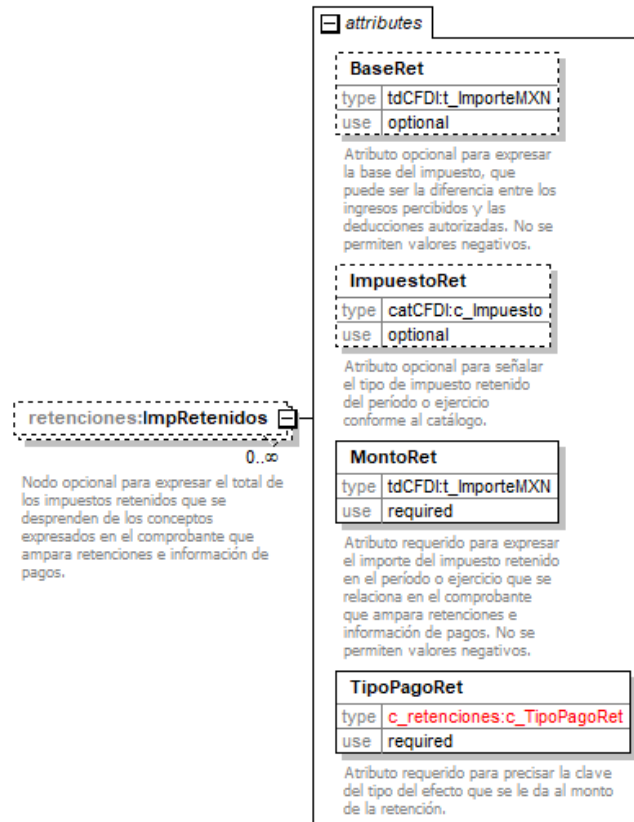 attributes
BaseRet
type tdCFDI:t_ImporteMXN
use optional
Atributo opcional para expresar
la base del impuesto, que
puede ser la diferencia entre los
ingresos percibidos y las
deducciones autorizadas. No se
permiten valores negativos.
ImpuestoRet
type catCFDI:c_Impuesto
use optional
Atributo opcional para señalar
el tipo de impuesto retenido
del período o ejercicio
conforme al catálogo.
retenciones:ImpRetenidos
0..∞
Nodo opcional para expresar el total de
los impuestos retenidos que se
desprenden de los conceptos
expresados en el comprobante que
ampara retenciones e información de
pagos.
MontoRet
type tdCFDI:t_ImporteMXN
use required
Atributo requerido para expresar
el importe del impuesto retenido
en el período o ejercicio que se
relaciona en el comprobante
que ampara retenciones e
información de pagos. No se
permiten valores negativos.
TipoPagoRet
type c_retenciones:c_TipoPagoRet
use required
Atributo requerido para precisar la clave
del tipo del efecto que se le da al monto
de la retención.